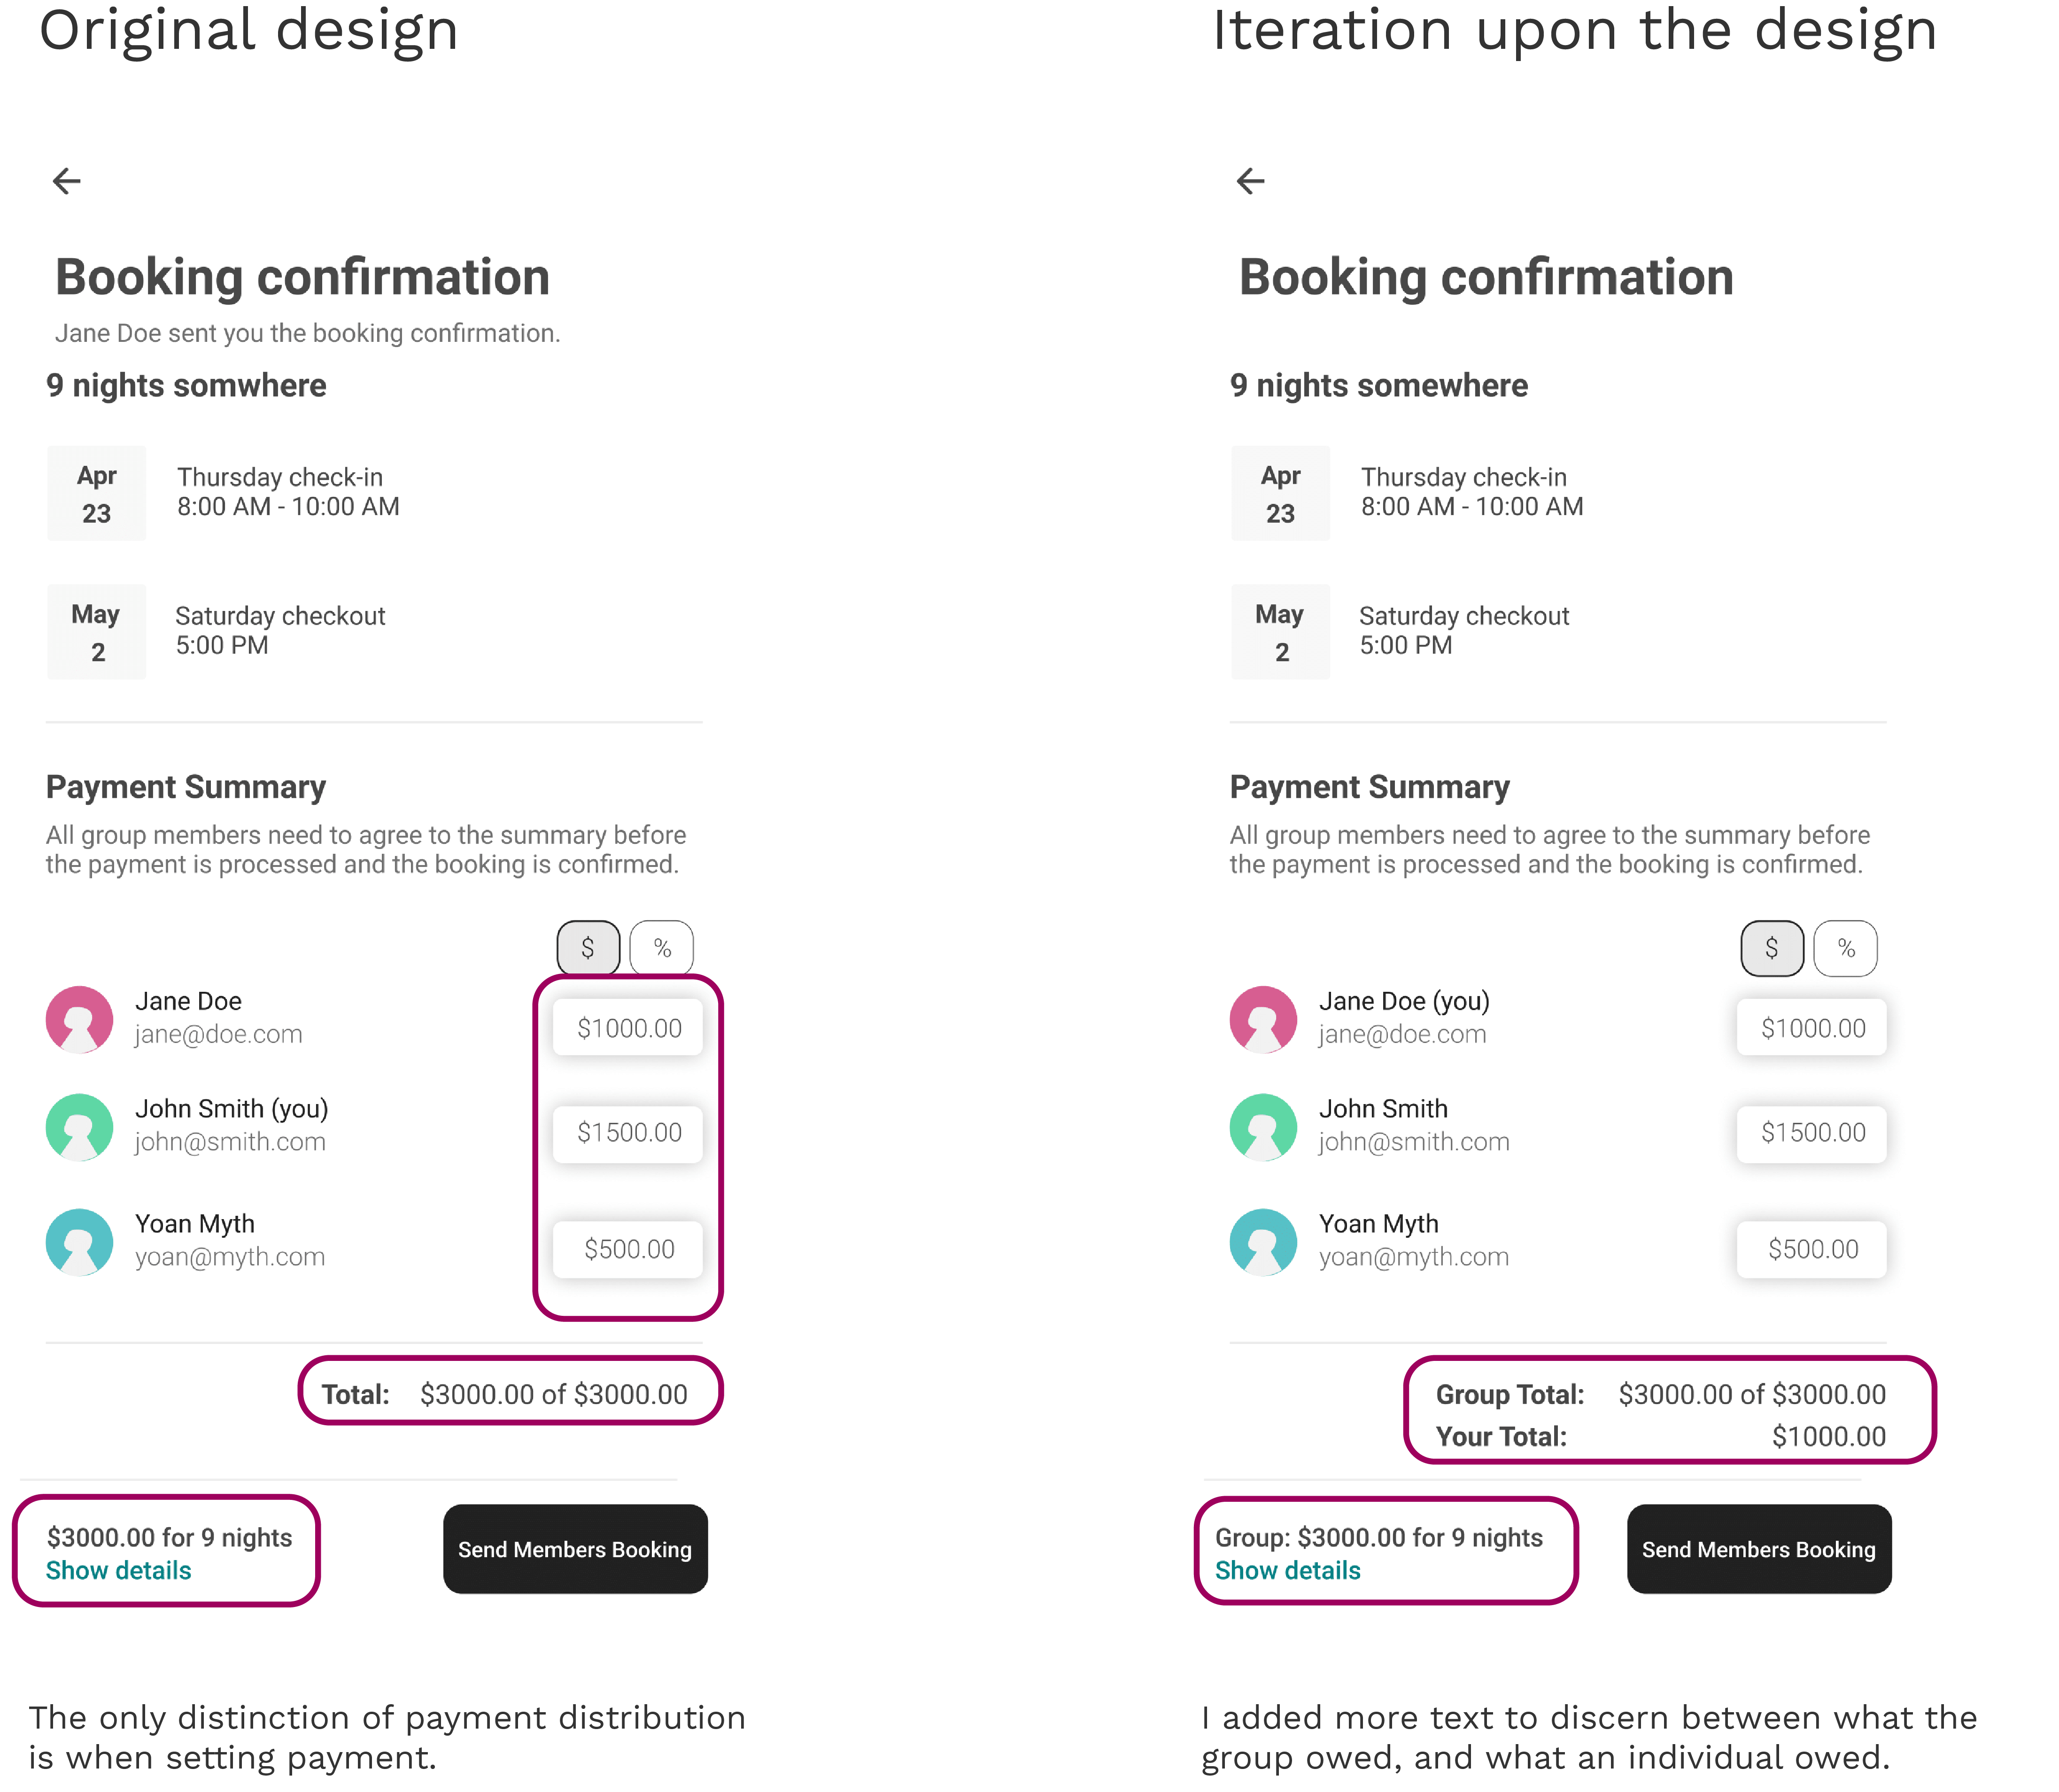 Original design
←
Booking confirmation
Jane Doe sent you the booking confirmation.
9 nights somwhere
Apr
23
Thursday check-in
8:00 AM - 10:00 AM
May
2
Saturday checkout
5:00 PM
Payment Summary
All group members need to agree to the summary before
the payment is processed and the booking is confirmed.
$ %
Jane Doe
jane@doe.com
$1000.00
John Smith (you)
john@smith.com
$1500.00
Yoan Myth
yoan@myth.com
$500.00
Total: $3000.00 of $3000.00
$3000.00 for 9 nights
Show details
Send Members Booking
The only distinction of payment distribution
is when setting payment.
Iteration upon the design
←
Booking confirmation
9 nights somewhere
Apr
23
Thursday check-in
8:00 AM - 10:00 AM
May
2
Saturday checkout
5:00 PM
Payment Summary
All group members need to agree to the summary before
the payment is processed and the booking is confirmed.
$ %
Jane Doe (you)
jane@doe.com
$1000.00
John Smith
john@smith.com
$1500.00
Yoan Myth
yoan@myth.com
$500.00
Group Total: $3000.00 of $3000.00
Your Total: $1000.00
Group: $3000.00 for 9 nights
Show details
Send Members Booking
I added more text to discern between what the
group owed, and what an individual owed.